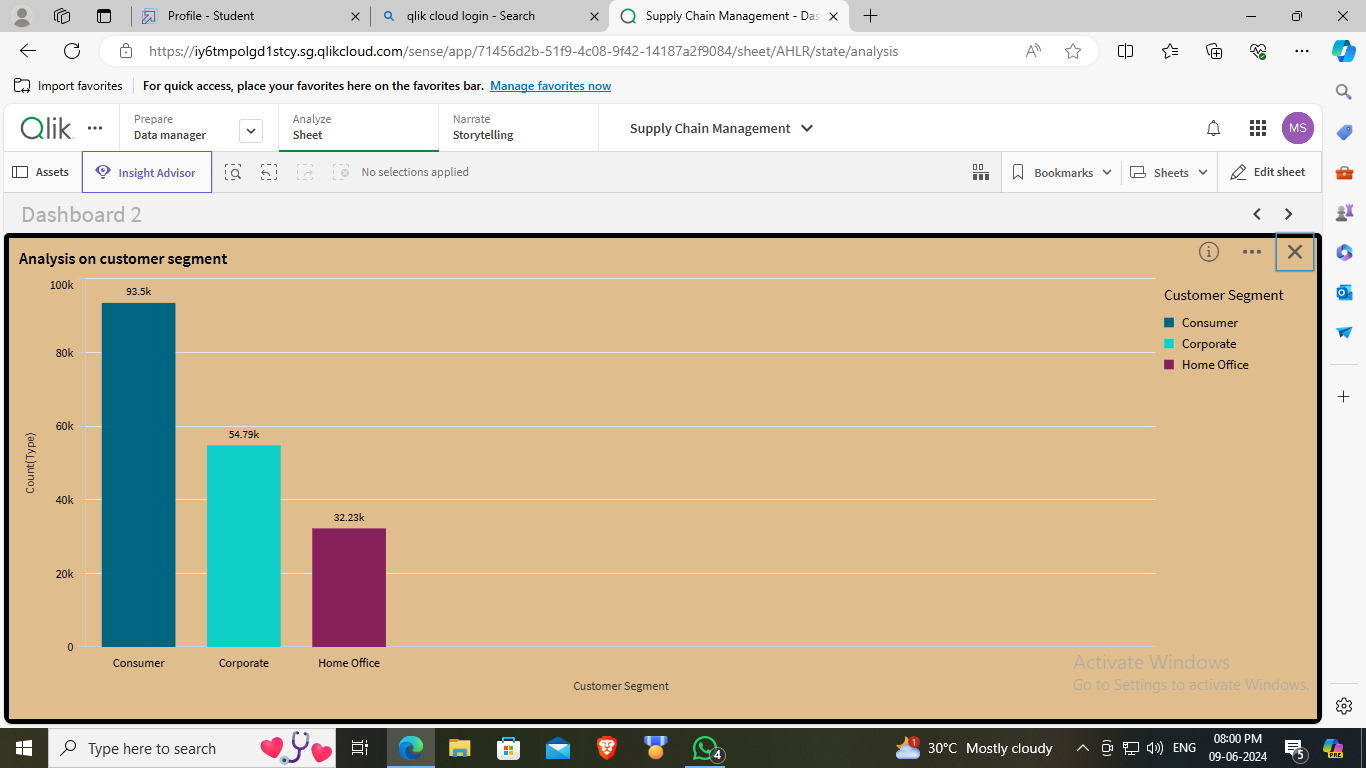 Profile - Student
qlik cloud login - Search
Supply Chain Management - Das
https://iy6tmpolgd1stcy.sg.qlikcloud.com/sense/app/71456d2b-51f9-4c08-9f42-14187a2f9084/sheet/AHLR/state/analysis
Import favorites
For quick access, place your favorites here on the favorites bar. Manage favorites now
Qlik
Prepare
Data manager
Analyze
Sheet
Narrate
Storytelling
Supply Chain Management
MS
Assets
Insight Advisor
No selections applied
Bookmarks
Sheets
Edit sheet
Dashboard 2
Analysis on customer segment
100k
80k
60k
40k
20k
0
Count(Type)
93.5k
54.79k
32.23k
Consumer
Corporate
Home Office
Customer Segment
Customer Segment
Consumer
Corporate
Home Office
Activate Windows
Go to Settings to activate Windows.
Type here to search
4
1
30°C Mostly cloudy
ENG
08:00 PM
09-06-2024
5
PRE